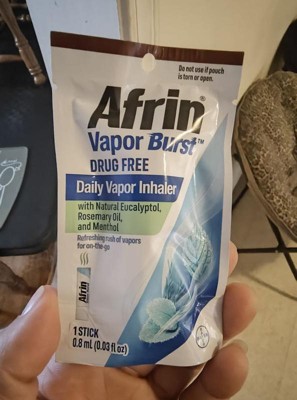 Do not use if pouch
is torn or open.
Afrin
Vapor Burst™
DRUG FREE
Daily Vapor Inhaler
with Natural Eucalyptol,
Rosemary Oil,
and Menthol
Refreshing rush of vapors
for on-the-go
Afrin
1 STICK
0.8 mL (0.03 fl oz)